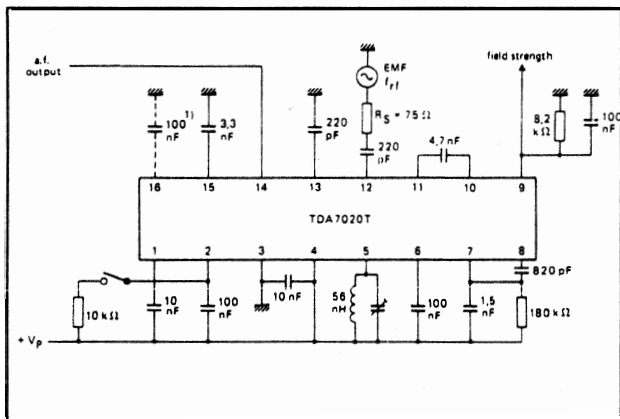 a.f.
output
EMF
f rf
field strength
1)
100
nF
3,3
nF
220
pF
R S = 75 Ω
220
pF
4,7 nF
8,2
kΩ
100
nF
16 15 14 13 12 11 10 9
TDA7020T
1 2 3 4 5 6 7 8
820 pF
10 kΩ
10
nF
100
nF
10 nF
56
nH
100
nF
1,5
nF
180 kΩ
+ Vp